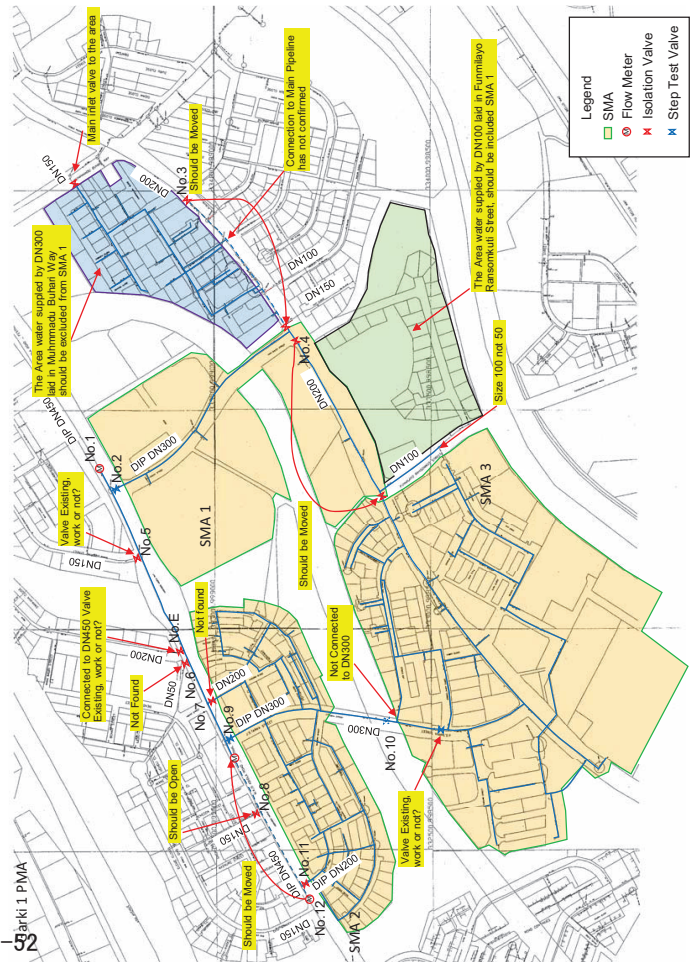 -52
Garki 1 PMA
Main inlet valve to the area
DN150
DN200
No.3
Should be Moved
Connection to Main Pipeline
has not confirmed
The Area water suppled by DN300
laid in Muhmmadu Buhari Way
should be excluded from SMA 1
DN100
DN150
The Area water supplied by DN100 laid in Funmilayo
Ransomkuti Street, should be included SMA 1
No.4
DN200
Size 100 not 50
DN100
DIP DN450
No.1
No.2
DIP DN300
Valve Existing,
work or not?
DN150
No.5
SMA 1
Should be Moved
SMA 3
Connected to DN450 Valve
Existing, work or not?
DN200
No.E
Not Found
DN50
No.6
Not found
No.7
DN200
No.9
DIP DN300
Not Connected
to DN300
No.10
DN300
Valve Existing,
work or not?
Should be Open
DN150
No.8
Should be Moved
DIP DN450
No.11
DIP DN200
DN150
No.12
SMA 2
Legend
SMA
Flow Meter
Isolation Valve
Step Test Valve